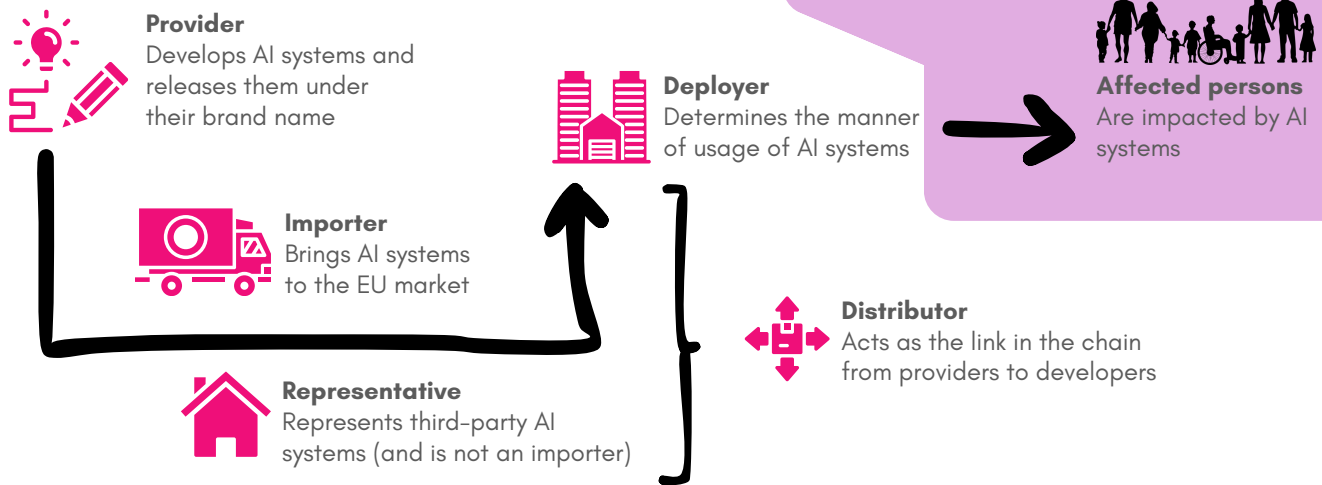 Provider
Develops AI systems and
releases them under
their brand name
Deployer
Determines the manner
of usage of AI systems
Affected persons
Are impacted by AI
systems
Importer
Brings AI systems
to the EU market
Distributor
Acts as the link in the chain
from providers to developers
Representative
Represents third-party AI
systems (and is not an importer)